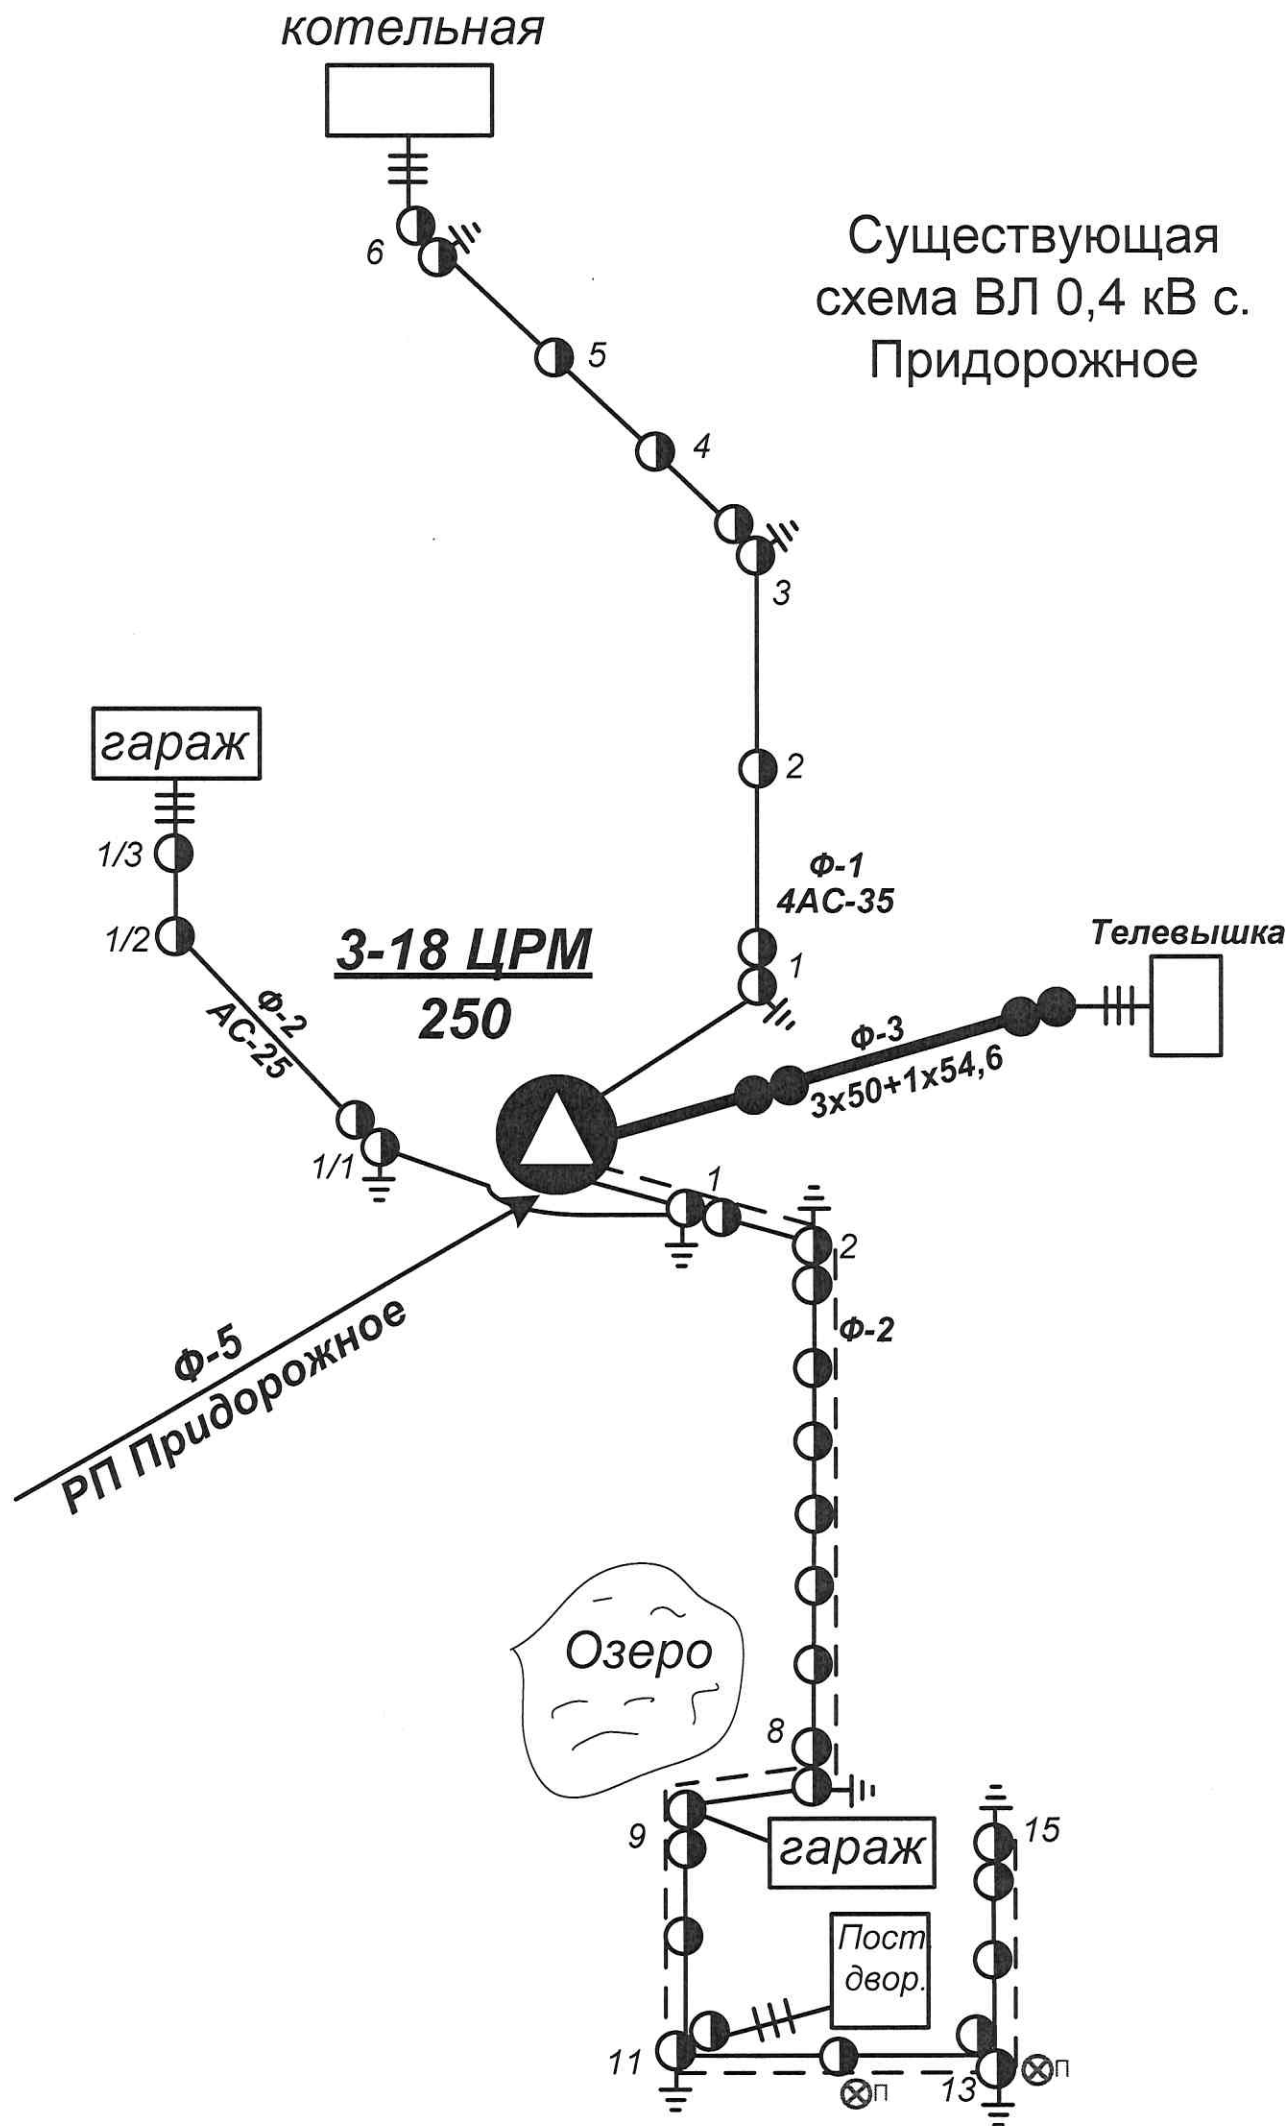 котельная
Существующая
схема ВЛ 0,4 кВ с.
Придорожное
6
5
4
3
2
гараж
1/3
1/2
Ф-1
4АС-35
1
3-18 ЦРМ
250
Телевышка
Ф-2
АС-25
Ф-3
3х50+1х54,6
1/1
1
2
Ф-2
Ф-5
РП Придорожное
Озеро
8
9
гараж
15
Пост.
двор.
11
13
П
П